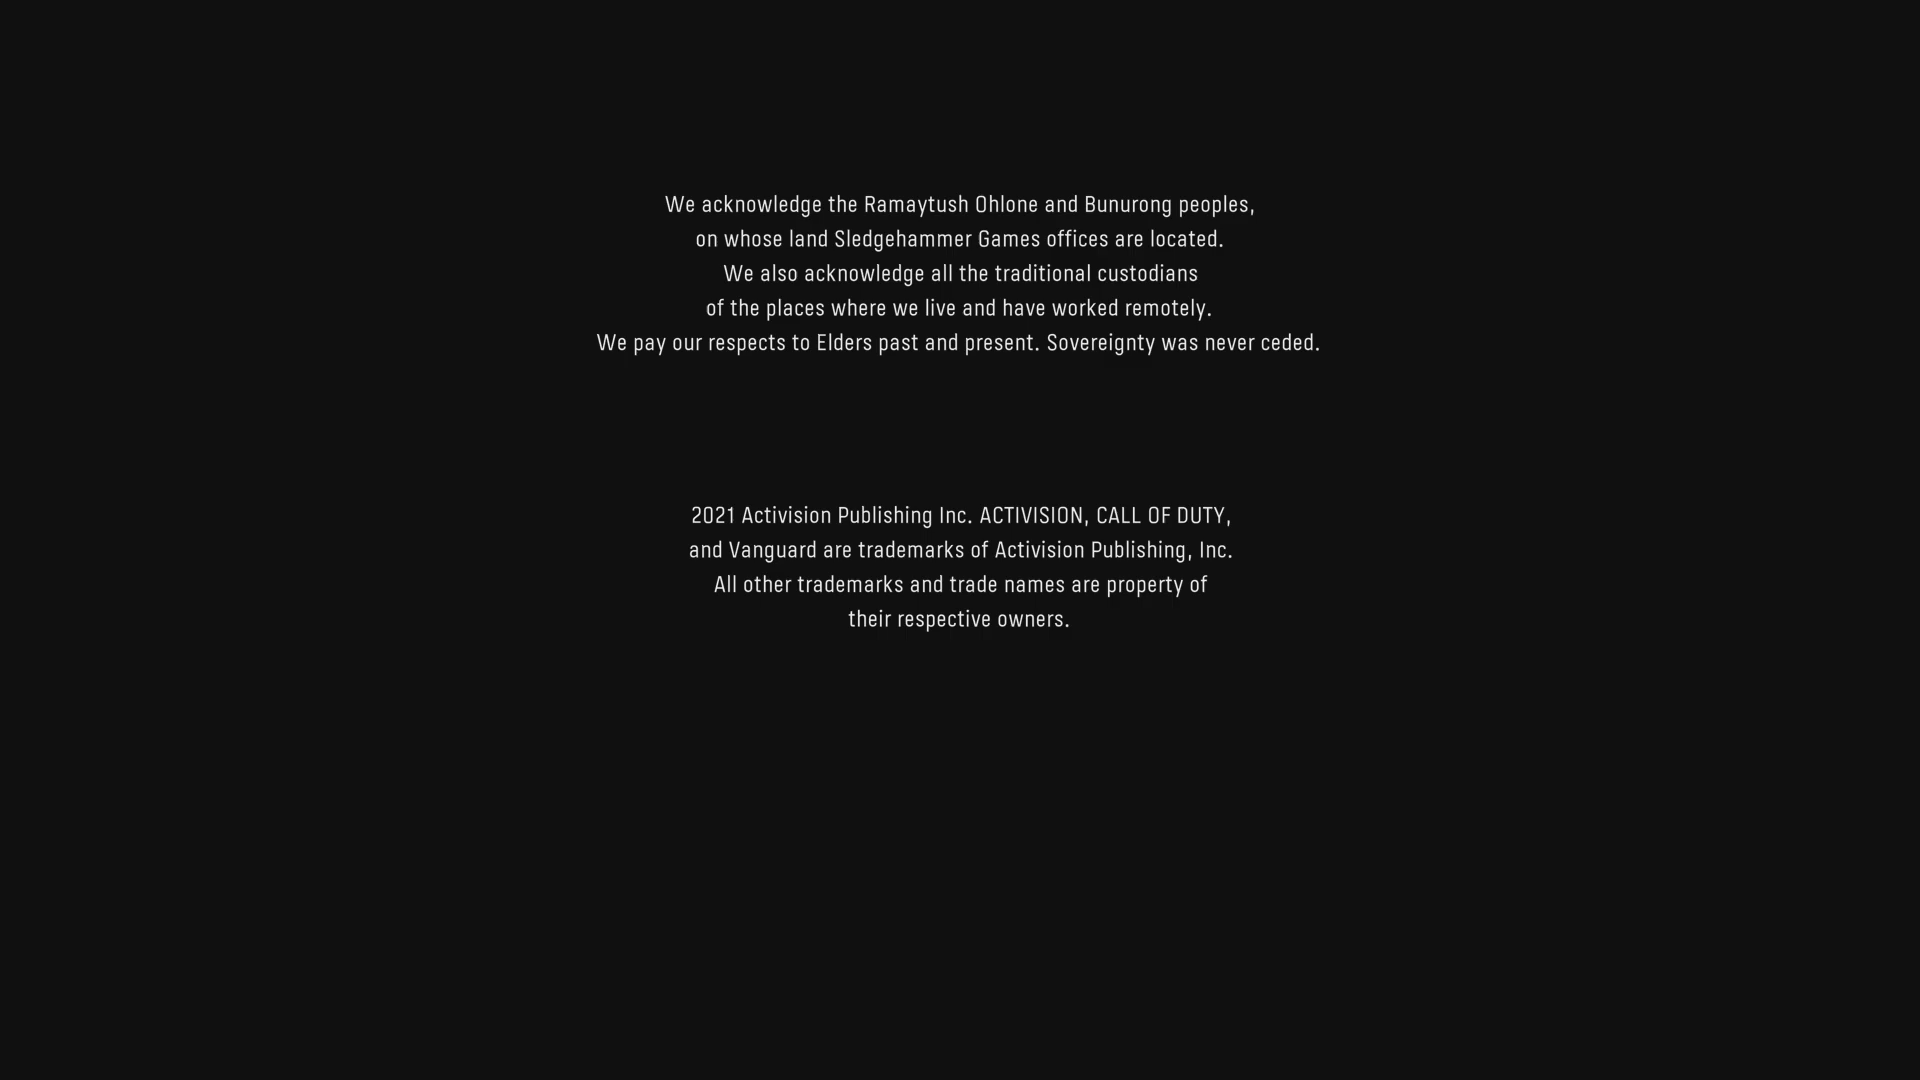 We acknowledge the Ramaytush Ohlone and Bunurong peoples,
on whose land Sledgehammer Games offices are located.
We also acknowledge all the traditional custodians
of the places where we live and have worked remotely.
We pay our respects to Elders past and present. Sovereignty was never ceded.
2021 Activision Publishing Inc. ACTIVISION, CALL OF DUTY,
and Vanguard are trademarks of Activision Publishing, Inc.
All other trademarks and trade names are property of
their respective owners.